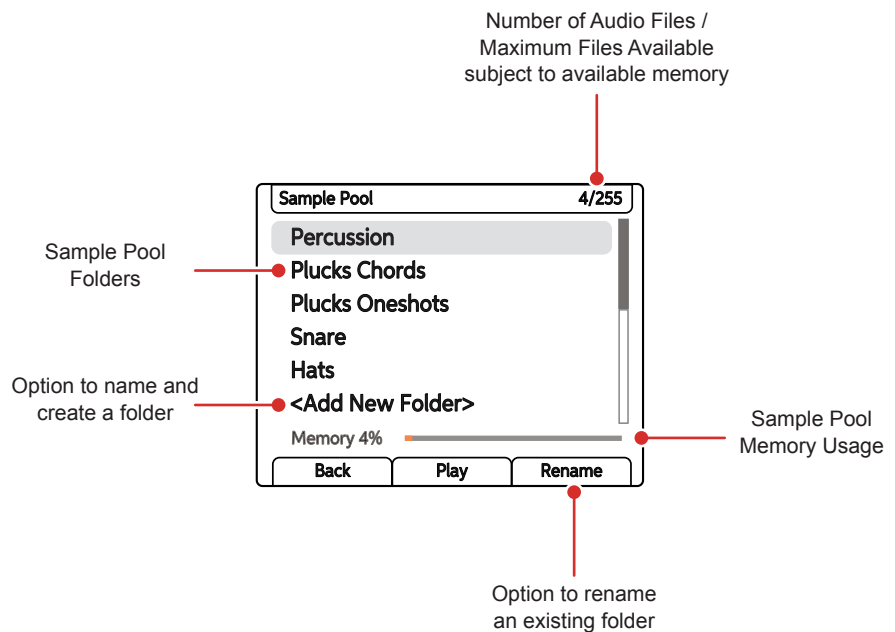 Number of Audio Files /
Maximum Files Available
subject to available memory
Sample Pool 4/255
Percussion
Plucks Chords
Plucks Oneshots
Snare
Hats
<Add New Folder>
Memory 4%
Back Play Rename
Sample Pool
Folders
Option to name and
create a folder
Sample Pool
Memory Usage
Option to rename
an existing folder